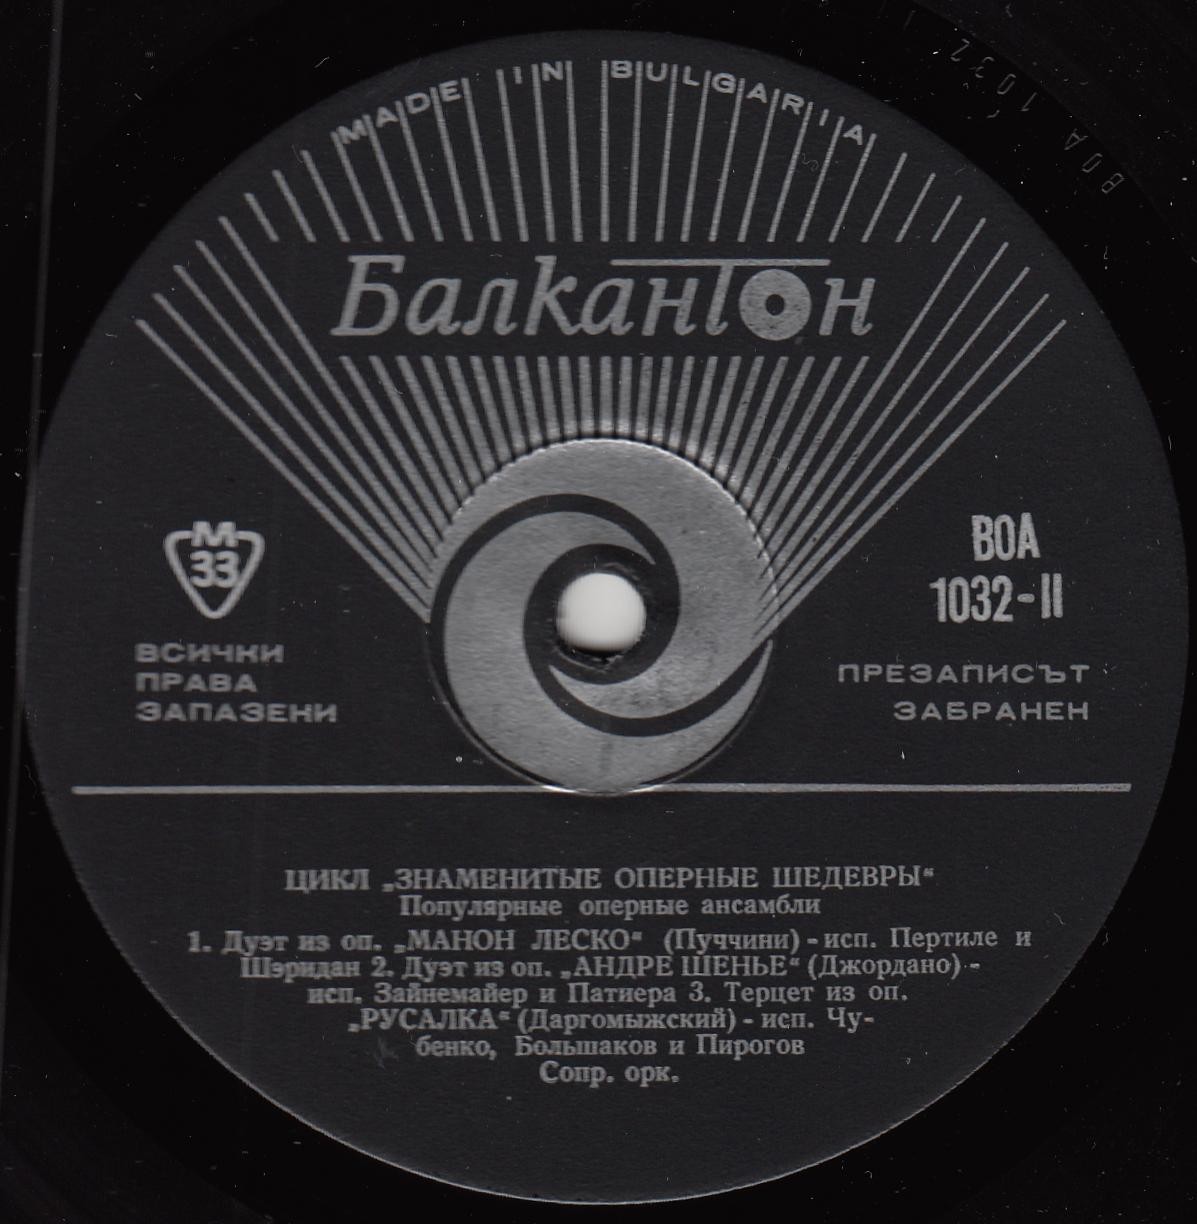 MADE IN BULGARIA
BOA 1032
Балкантон
М
33
ВСИЧКИ
ПРАВА
ЗАПАЗЕНИ
ВОА
1032-II
ПРЕЗАПИСЪТ
ЗАБРАНЕН
ЦИКЛ „ЗНАМЕНИТЫЕ ОПЕРНЫЕ ШЕДЕВРЫ“
Популярные оперные ансамбли
1. Дуэт из оп. „МАНОН ЛЕСКО“ (Пуччини) - исп. Пертиле и
Шэридан 2. Дуэт из оп. „АНДРЕ ШЕНЬЕ“ (Джордано) -
исп. Зайнемайер и Патиера 3. Терцет из оп.
„РУСАЛКА“ (Даргомыжский) - исп. Чу-
бенко, Большаков и Пирогов
Сопр. орк.